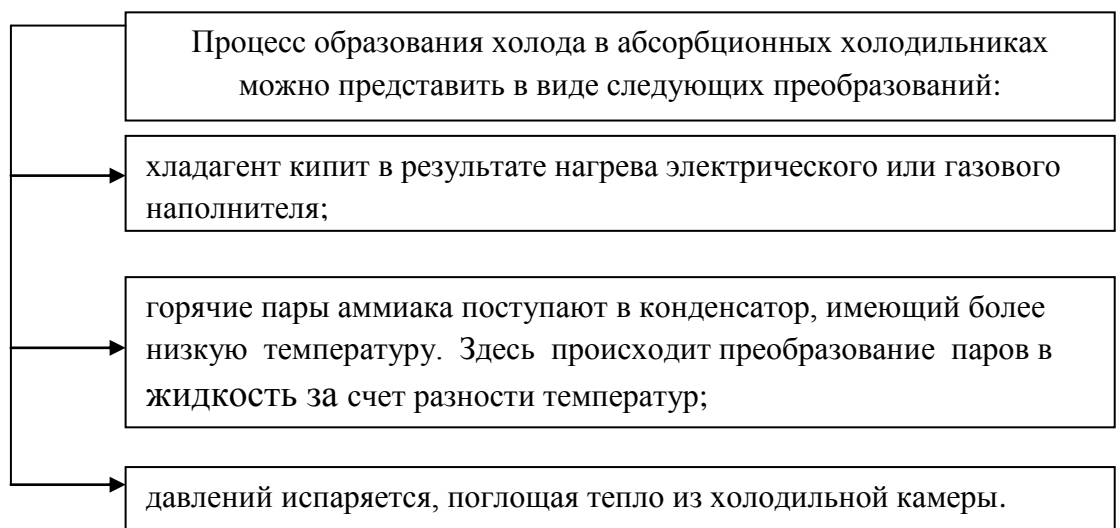 Процесс образования холода в абсорбционных холодильниках
можно представить в виде следующих преобразований:
хладагент кипит в результате нагрева электрического или газового
наполнителя;
горячие пары аммиака поступают в конденсатор, имеющий более
низкую температуру. Здесь происходит преобразование паров в
жидкость за счет разности температур;
давлений испаряется, поглощая тепло из холодильной камеры.